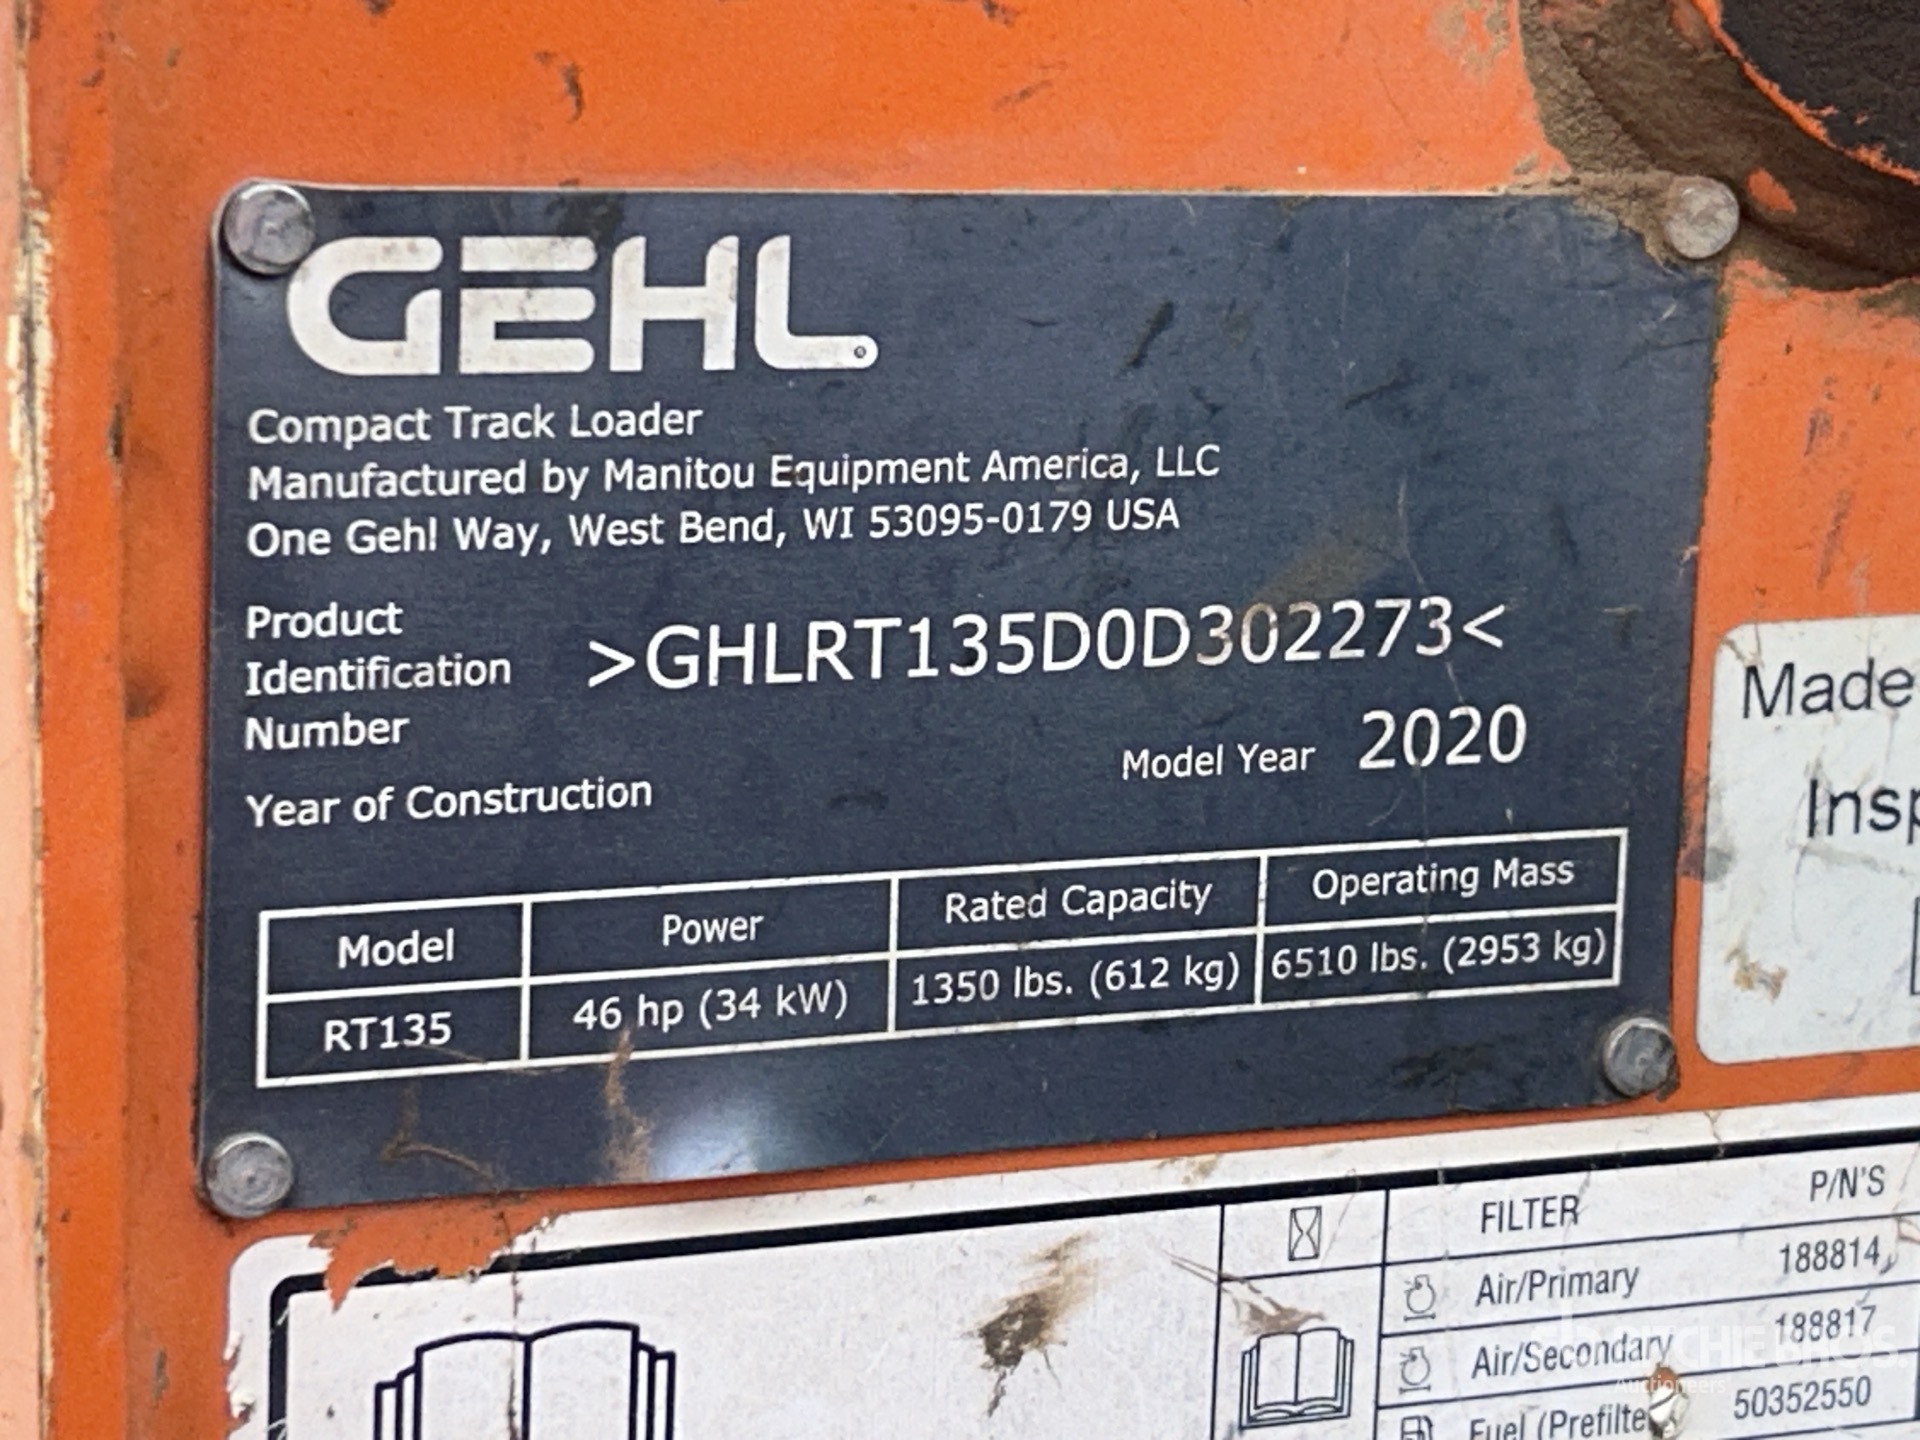 GEHL®
Compact Track Loader
Manufactured by Manitou Equipment America, LLC
One Gehl Way, West Bend, WI 53095-0179 USA
Product
Identification
Number
>GHLRT135D0D302273<
Model Year 2020
Year of Construction
Model Power Rated Capacity Operating Mass
RT135 46 hp (34 kW) 1350 lbs. (612 kg) 6510 lbs. (2953 kg)
Made
Insp
FILTER P/N'S
Air/Primary 188814
Air/Secondary 188817
Fuel (Prefilte 50352550
RITCHIE BROS.
Auctioneers